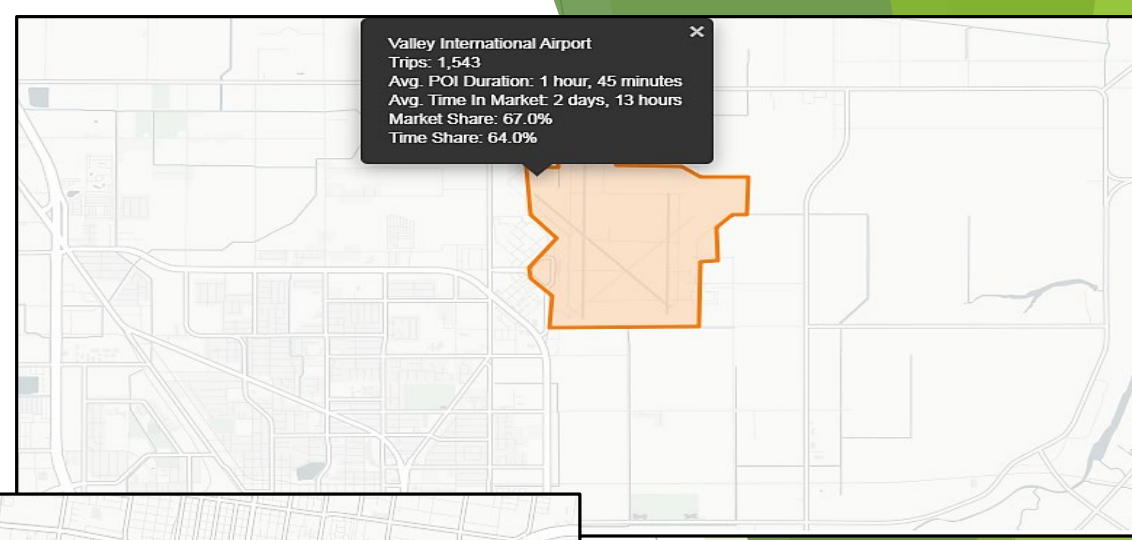 Valley International Airport
Trips: 1,543
Avg. POI Duration: 1 hour, 45 minutes
Avg. Time In Market: 2 days, 13 hours
Market Share: 67.0%
Time Share: 64.0%